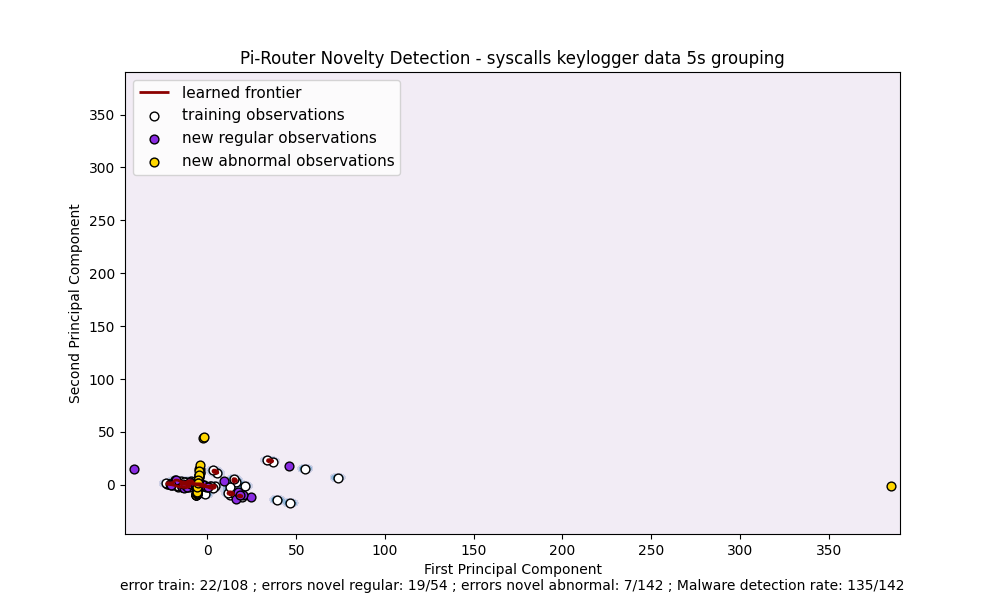 Pi-Router Novelty Detection - syscalls keylogger data 5s grouping
learned frontier
training observations
new regular observations
new abnormal observations
Second Principal Component
350
300
250
200
150
100
50
0
0 50 100 150 200 250 300 350
First Principal Component
error train: 22/108 ; errors novel regular: 19/54 ; errors novel abnormal: 7/142 ; Malware detection rate: 135/142